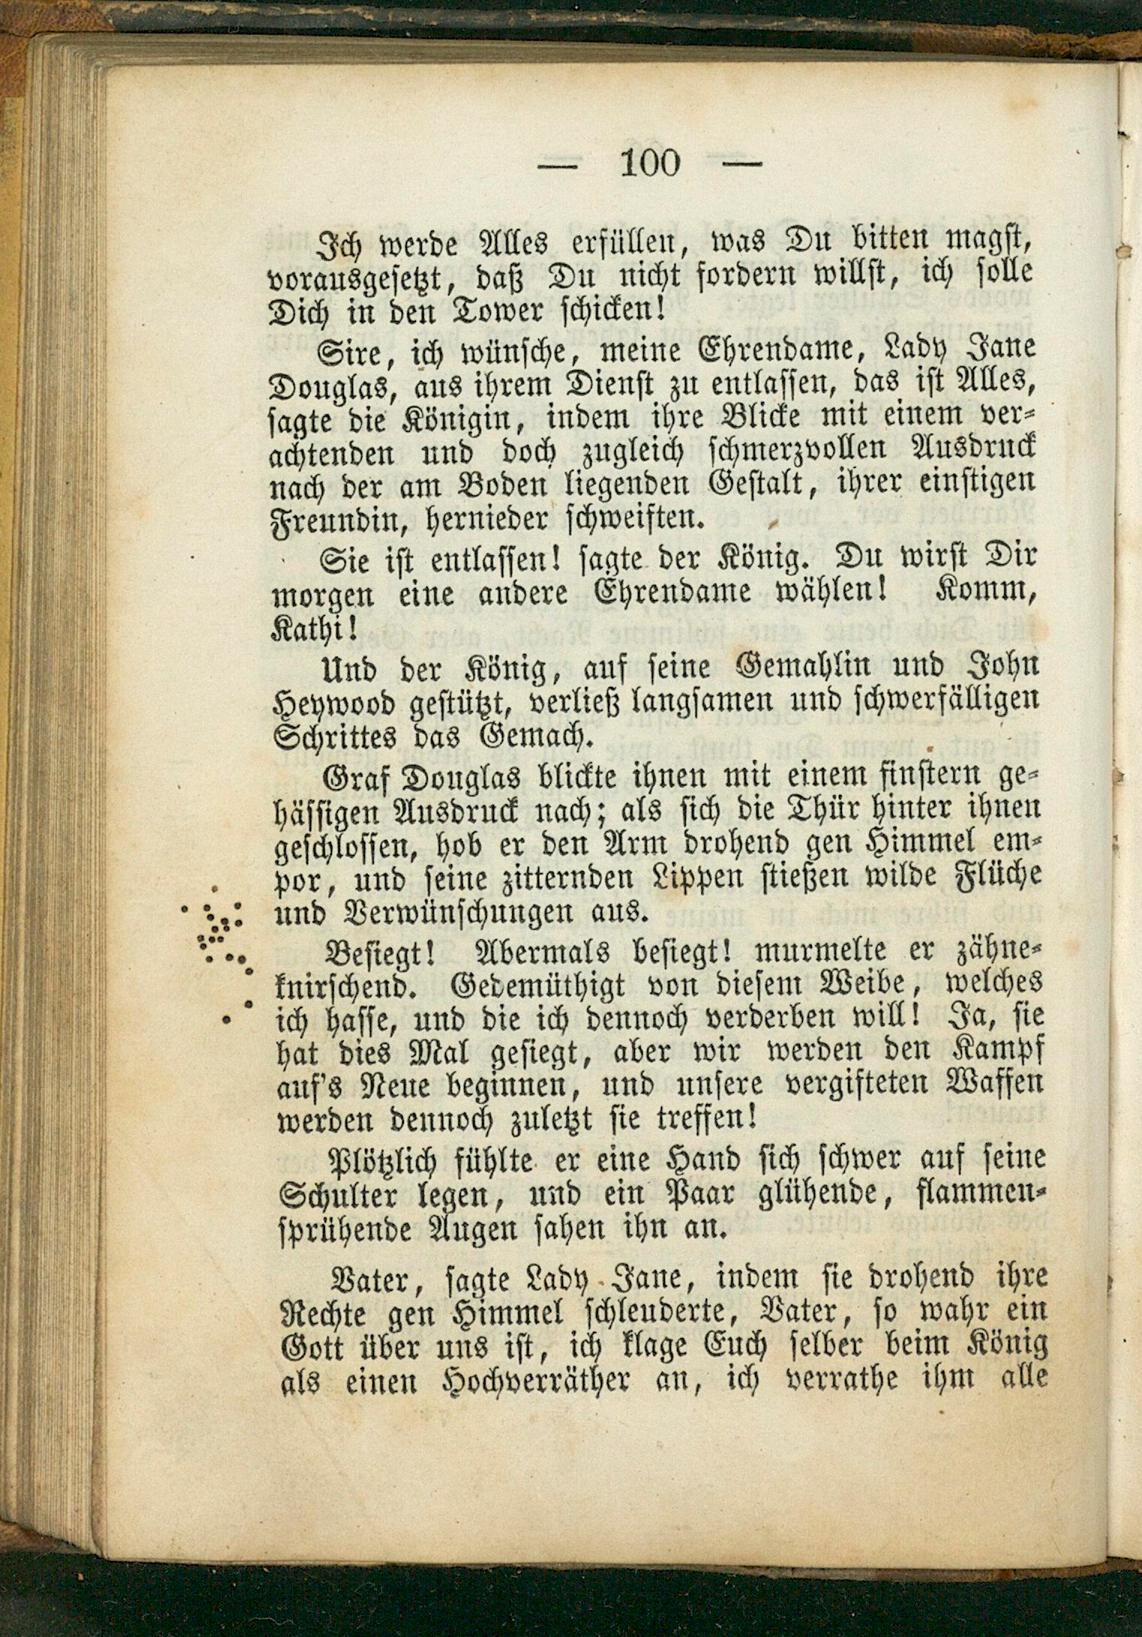 — 100 —
Ich werde Alles erfüllen, was Du bitten magst,
vorausgesetzt, daß Du nicht fordern willst, ich solle
Dich in den Tower schicken!
Sire, ich wünsche, meine Ehrendame, Lady Jane
Douglas, aus ihrem Dienst zu entlassen, das ist Alles,
sagte die Königin, indem ihre Blicke mit einem ver-
achtenden und doch zugleich schmerzvollen Ausdruck
nach der am Boden liegenden Gestalt, ihrer einstigen
Freundin, hernieder schweiften.
Sie ist entlassen! sagte der König. Du wirst Dir
morgen eine andere Ehrendame wählen! Komm,
Kathi!
Und der König, auf seine Gemahlin und John
Heywood gestützt, verließ langsamen und schwerfälligen
Schrittes das Gemach.
Graf Douglas blickte ihnen mit einem finstern ge-
hässigen Ausdruck nach; als sich die Thür hinter ihnen
geschlossen, hob er den Arm drohend gen Himmel em-
por, und seine zitternden Lippen stießen wilde Flüche
und Verwünschungen aus.
Besiegt! Abermals besiegt! murmelte er zähne-
knirschend. Gedemüthigt von diesem Weibe, welches
ich hasse, und die ich dennoch verderben will! Ja, sie
hat dies Mal gesiegt, aber wir werden den Kampf
auf's Neue beginnen, und unsere vergifteten Waffen
werden dennoch zuletzt sie treffen!
Plötzlich fühlte er eine Hand sich schwer auf seine
Schulter legen, und ein Paar glühende, flammen-
sprühende Augen sahen ihn an.
Vater, sagte Lady Jane, indem sie drohend ihre
Rechte gen Himmel schleuderte, Vater, so wahr ein
Gott über uns ist, ich klage Euch selber beim König
als einen Hochverräther an, ich verrathe ihm alle